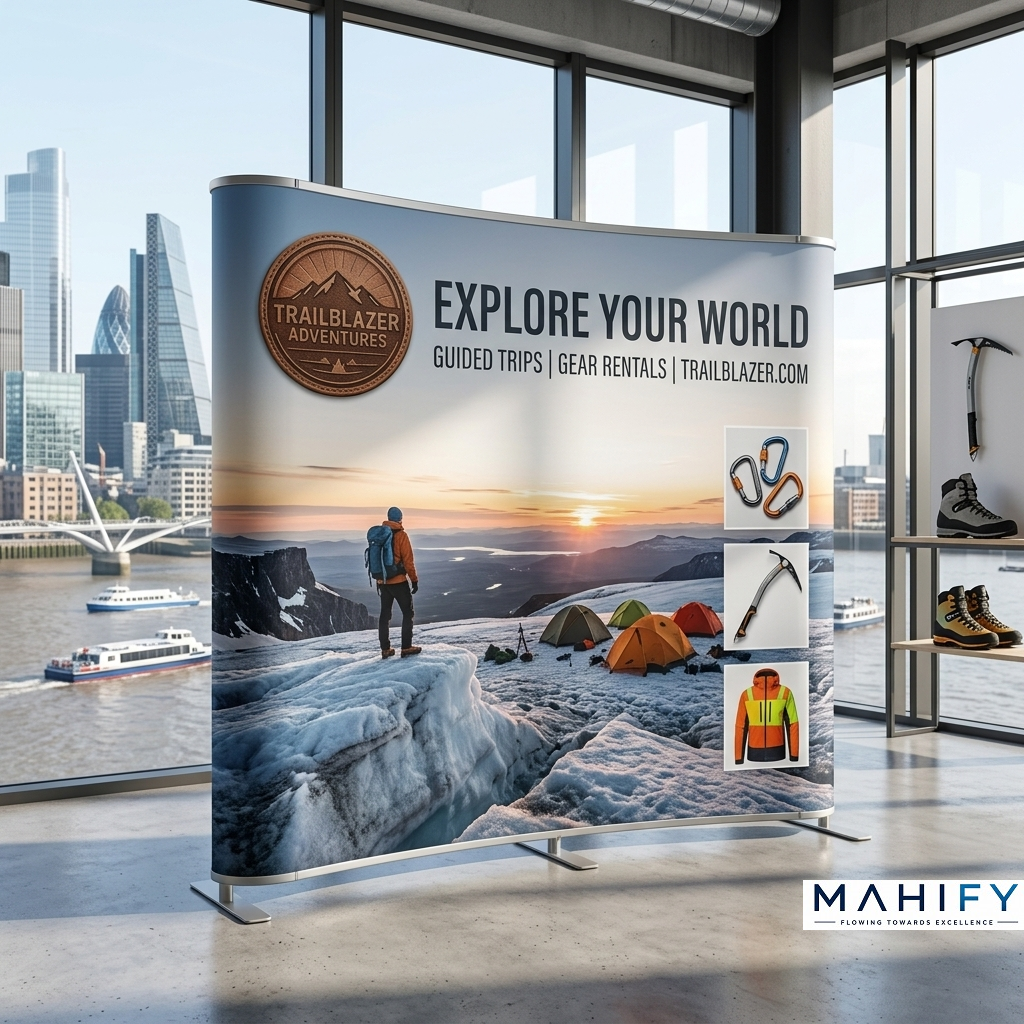 TRAILBLAZER
ADVENTURES
EXPLORE YOUR WORLD
GUIDED TRIPS | GEAR RENTALS | TRAILBLAZER.COM
MAHIFY
FLOWING TOWARDS EXCELLENCE